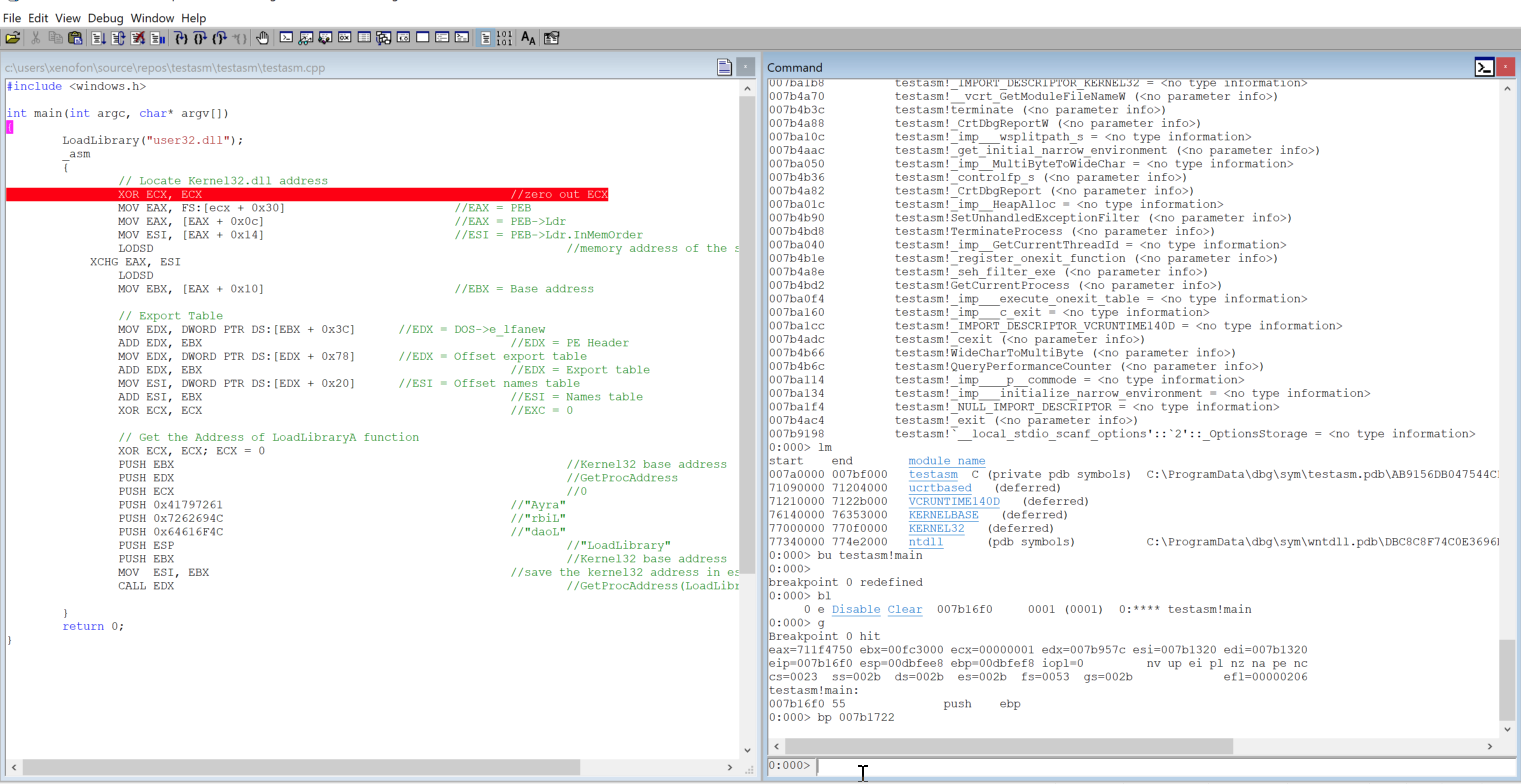 File Edit View Debug Window Help
c:\users\xenofon\source\repos\testasm\testasm\testasm.cpp
#include <windows.h>
int main(int argc, char* argv[])
{
LoadLibrary("user32.dll");
_asm
{
// Locate Kernel32.dll address
XOR ECX, ECX //zero out ECX
MOV EAX, FS:[ecx + 0x30] //EAX = PEB
MOV EAX, [EAX + 0x0c] //EAX = PEB->Ldr
MOV ESI, [EAX + 0x14] //ESI = PEB->Ldr.InMemOrder
LODSD //memory address of the s
XCHG EAX, ESI
LODSD
MOV EBX, [EAX + 0x10] //EBX = Base address
// Export Table
MOV EDX, DWORD PTR DS:[EBX + 0x3C] //EDX = DOS->e_lfanew
ADD EDX, EBX //EDX = PE Header
MOV EDX, DWORD PTR DS:[EDX + 0x78] //EDX = Offset export table
ADD EDX, EBX //EDX = Export table
MOV ESI, DWORD PTR DS:[EDX + 0x20] //ESI = Offset names table
ADD ESI, EBX //ESI = Names table
XOR ECX, ECX //EXC = 0
// Get the Address of LoadLibraryA function
XOR ECX, ECX; ECX = 0
PUSH EBX //Kernel32 base address
PUSH EDX //GetProcAddress
PUSH ECX //0
PUSH 0x41797261 //"Ayra"
PUSH 0x7262694C //"rbiL"
PUSH 0x64616F4C //"daoL"
PUSH ESP //"LoadLibrary"
PUSH EBX //Kernel32 base address
MOV ESI, EBX //save the kernel32 address in es
CALL EDX //GetProcAddress(LoadLibr
}
return 0;
}
Command
007ba1b8 testasm!_IMPORT_DESCRIPTOR_KERNEL32 = <no type information>
007b4a70 testasm!__vcrt_GetModuleFileNameW (<no parameter info>)
007b4b3c testasm!terminate (<no parameter info>)
007b4a88 testasm!_CrtDbgReportW (<no parameter info>)
007ba10c testasm!_imp___wsplitpath_s = <no type information>
007b4aac testasm!_get_initial_narrow_environment (<no parameter info>)
007ba050 testasm!_imp__MultiByteToWideChar = <no type information>
007b4b36 testasm!_controlfp_s (<no parameter info>)
007b4a82 testasm!_CrtDbgReport (<no parameter info>)
007ba01c testasm!_imp__HeapAlloc = <no type information>
007b4b90 testasm!SetUnhandledExceptionFilter (<no parameter info>)
007b4bd8 testasm!TerminateProcess (<no parameter info>)
007ba040 testasm!_imp__GetCurrentThreadId = <no type information>
007b4b1e testasm!_register_onexit_function (<no parameter info>)
007b4a8e testasm!_seh_filter_exe (<no parameter info>)
007b4bd2 testasm!GetCurrentProcess (<no parameter info>)
007ba0f4 testasm!_imp___execute_onexit_table = <no type information>
007ba160 testasm!_imp___c_exit = <no type information>
007ba1cc testasm!_IMPORT_DESCRIPTOR_VCRUNTIME140D = <no type information>
007b4adc testasm!_cexit (<no parameter info>)
007b4b66 testasm!WideCharToMultiByte (<no parameter info>)
007b4b6c testasm!QueryPerformanceCounter (<no parameter info>)
007ba114 testasm!_imp____p__commode = <no type information>
007ba134 testasm!_imp___initialize_narrow_environment = <no type information>
007ba1f4 testasm!_NULL_IMPORT_DESCRIPTOR = <no type information>
007b4ac4 testasm!_exit (<no parameter info>)
007b9198 testasm!`__local_stdio_scanf_options'::`2'::_OptionsStorage = <no type information>
0:000> lm
start end module name
007a0000 007bf000 testasm C (private pdb symbols) C:\ProgramData\dbg\sym\testasm.pdb\AB9156DB047544C
71090000 71204000 ucrtbased (deferred)
71210000 7122b000 VCRUNTIME140D (deferred)
76140000 76353000 KERNELBASE (deferred)
77000000 770f0000 KERNEL32 (deferred)
77340000 774e2000 ntdll (pdb symbols) C:\ProgramData\dbg\sym\wntdll.pdb\DBC8C8F74C0E3696
0:000> bu testasm!main
0:000>
breakpoint 0 redefined
0:000> bl
0 e Disable Clear 007b16f0 0001 (0001) 0:**** testasm!main
0:000> g
Breakpoint 0 hit
eax=711f4750 ebx=00fc3000 ecx=00000001 edx=007b957c esi=007b1320 edi=007b1320
eip=007b16f0 esp=00dbfee8 ebp=00dbfef8 iopl=0 nv up ei pl nz na pe nc
cs=0023 ss=002b ds=002b es=002b fs=0053 gs=002b efl=00000206
testasm!main:
007b16f0 55 push ebp
0:000> bp 007b1722
0:000>